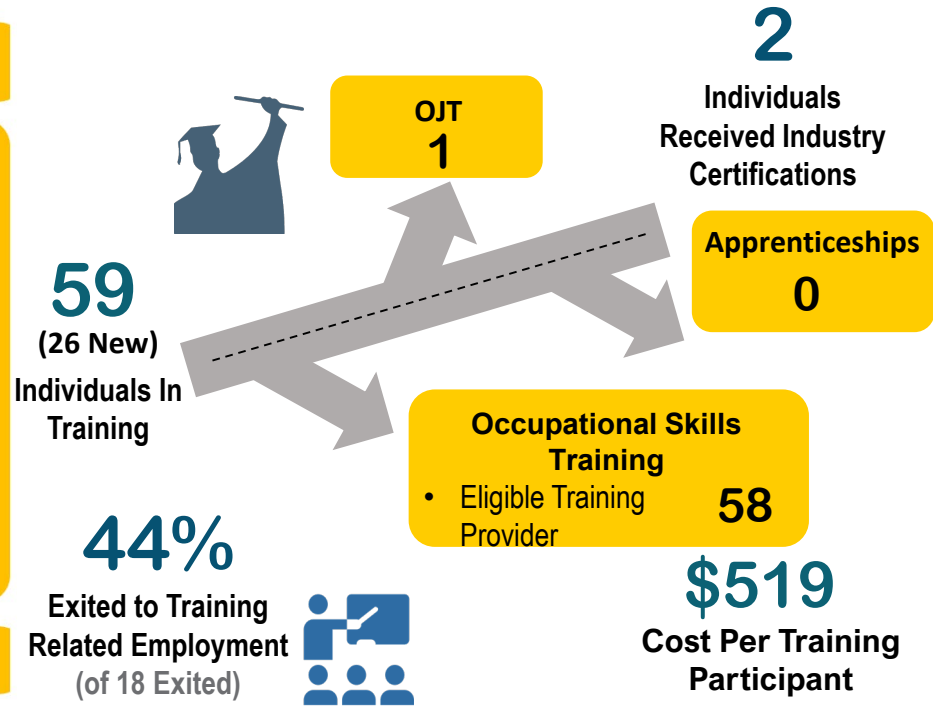 2
Individuals
Received Industry
Certifications
OJT
1
Apprenticeships
0
59
(26 New)
Individuals In
Training
Occupational Skills
Training
• Eligible Training
Provider
58
44%
Exited to Training
Related Employment
(of 18 Exited)
$519
Cost Per Training
Participant